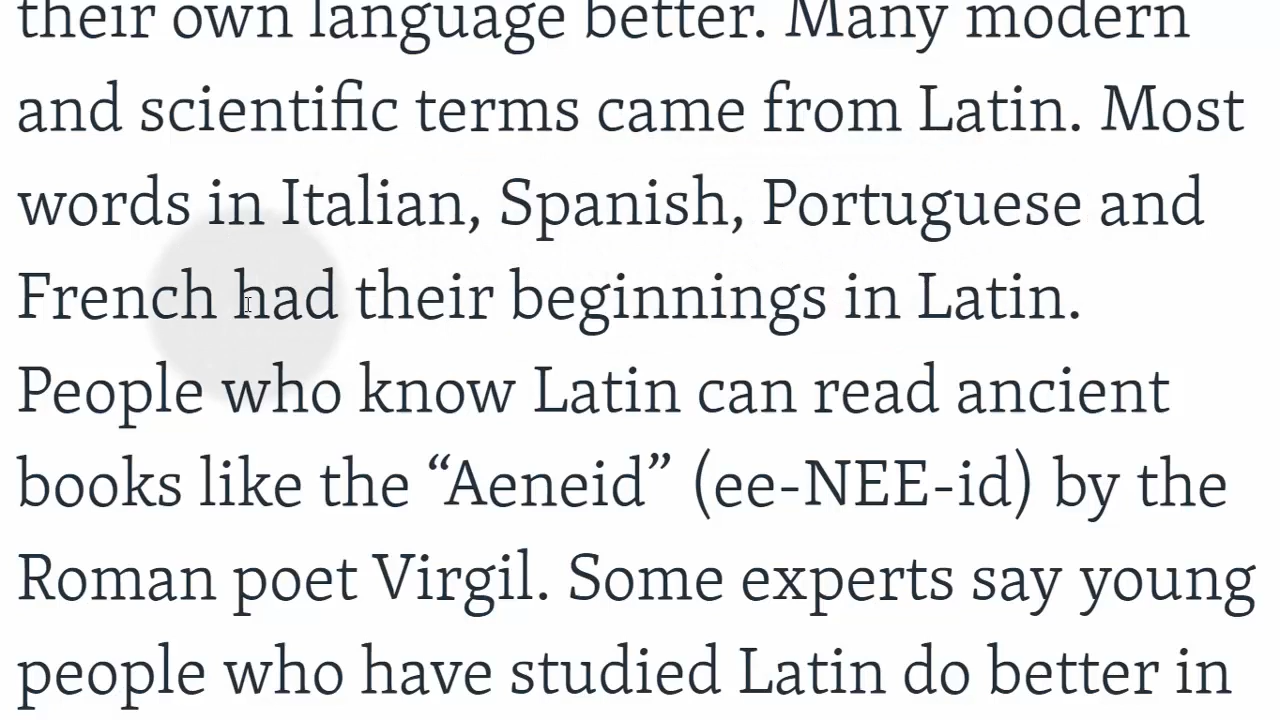 their own language better. Many modern
and scientific terms came from Latin. Most
words in Italian, Spanish, Portuguese and
French had their beginnings in Latin.
People who know Latin can read ancient
books like the “Aeneid” (ee-NEE-id) by the
Roman poet Virgil. Some experts say young
people who have studied Latin do better in